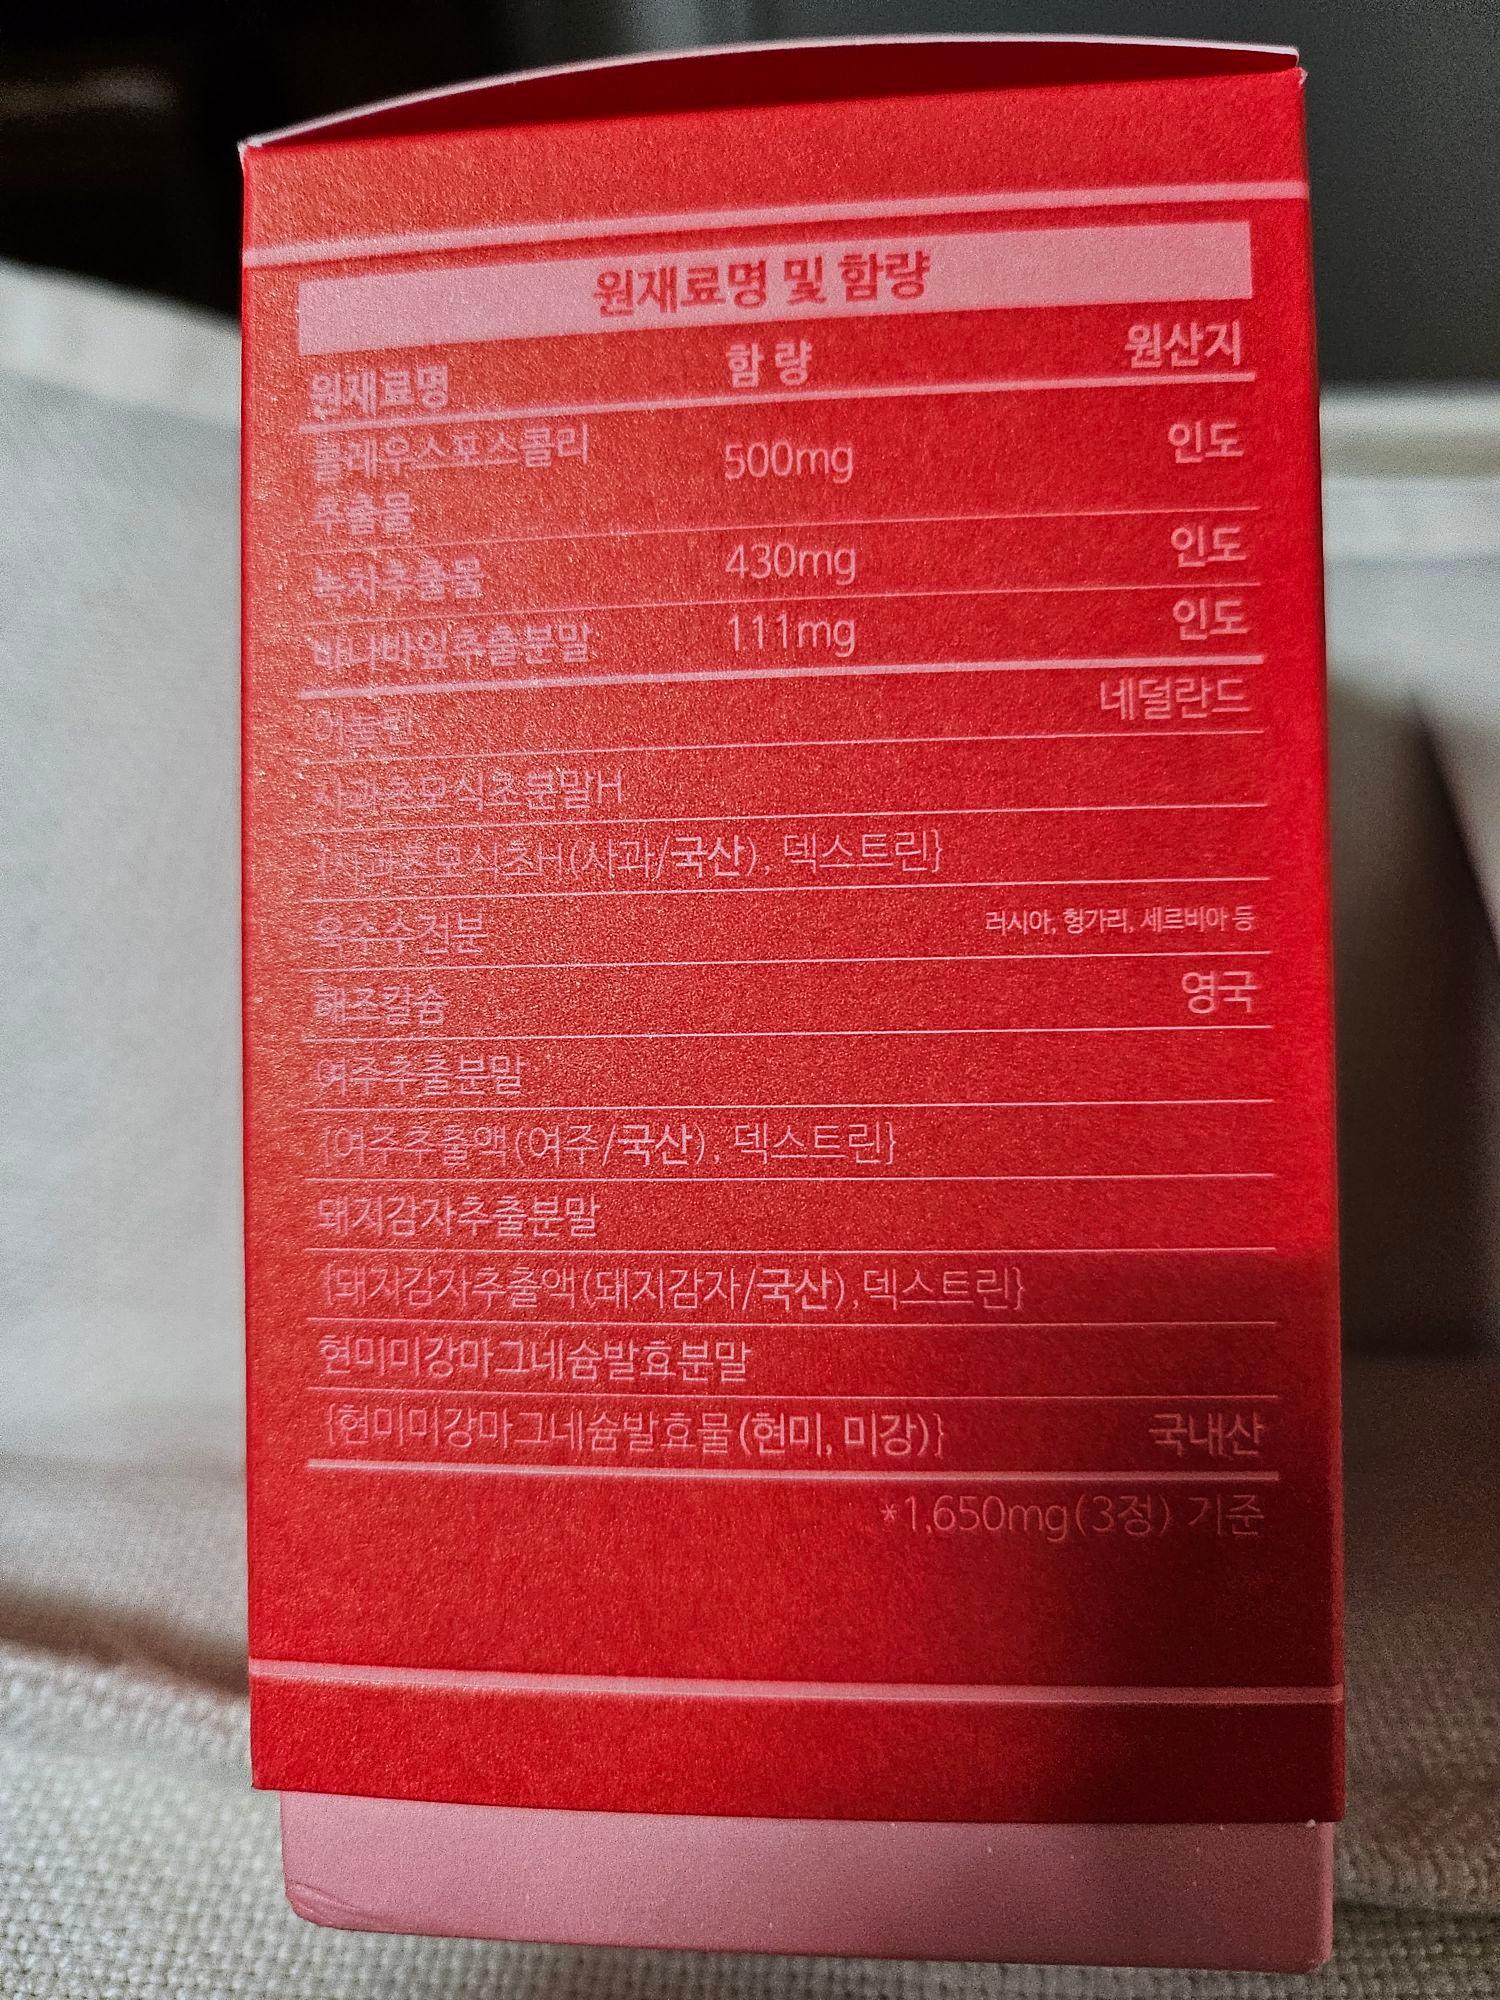 원재료명 및 함량
원재료명 함 량 원산지
콜레우스포스콜리 500mg 인도
추출물
녹차추출물 430mg 인도
바나바잎추출분말 111mg 인도
이눌린 네덜란드
사과초모식초분말H
{사과초모식초H(사과/국산), 덱스트린}
옥수수전분 러시아, 헝가리, 세르비아 등
해조칼슘 영국
여주추출분말
{여주추출액(여주/국산), 덱스트린}
돼지감자추출분말
{돼지감자추출액(돼지감자/국산),덱스트린}
현미미강마그네슘발효분말
{현미미강마그네슘발효물(현미, 미강)} 국내산
*1,650mg(3정) 기준